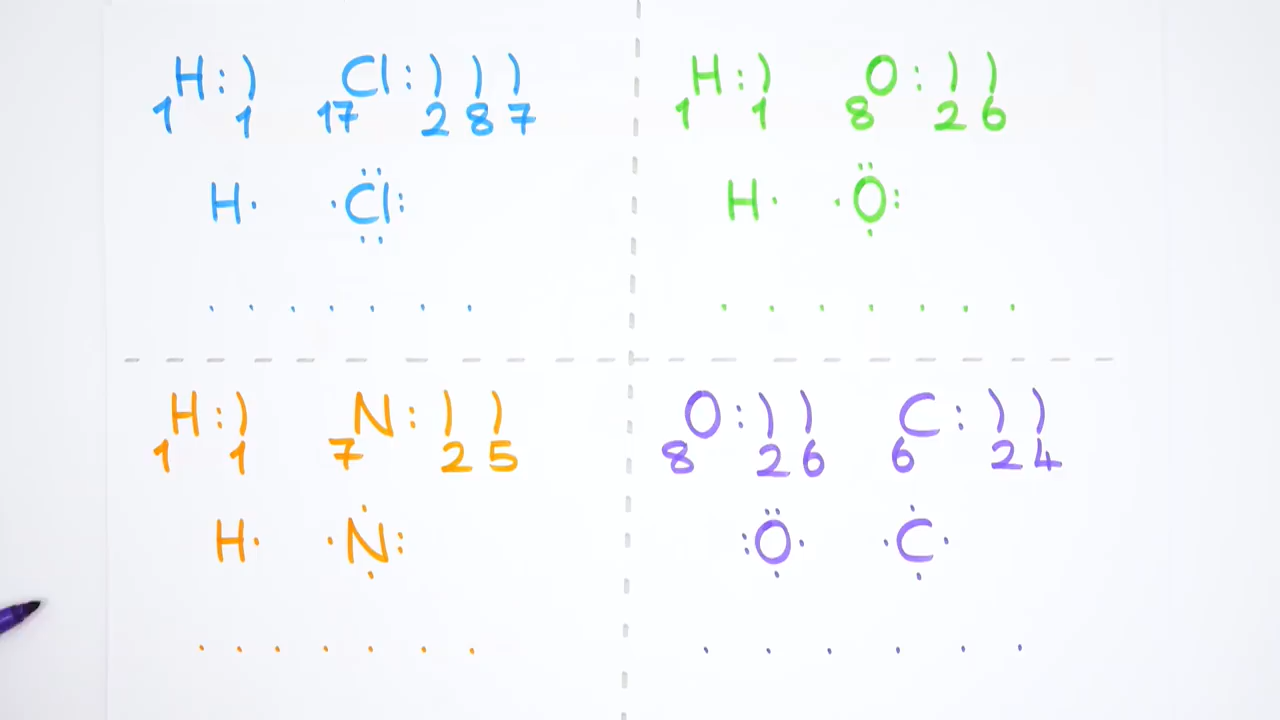 H : ) Cl : ) ) )
1 1 17 2 8 7
H· ·C̈l:
. . . . . . .
H : ) O : ) )
1 1 8 2 6
H· ·Ö:
. . . . . . .
H : ) N : ) )
1 1 7 2 5
H· ·Ṅ:
. . . . . . .
O : ) ) C : ) )
8 2 6 6 2 4
:Ö· ·Ċ·
. . . . . .